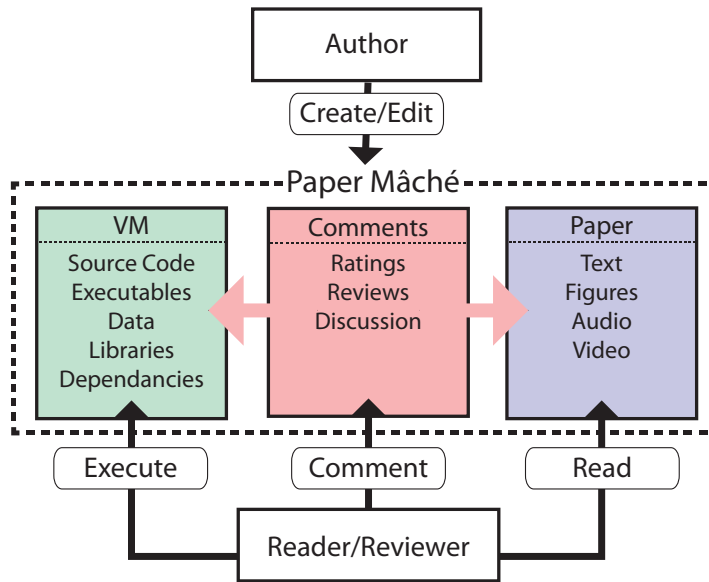 Author
Create/Edit
Paper Mâché
VM
Source Code
Executables
Data
Libraries
Dependancies
Comments
Ratings
Reviews
Discussion
Paper
Text
Figures
Audio
Video
Execute
Comment
Read
Reader/Reviewer